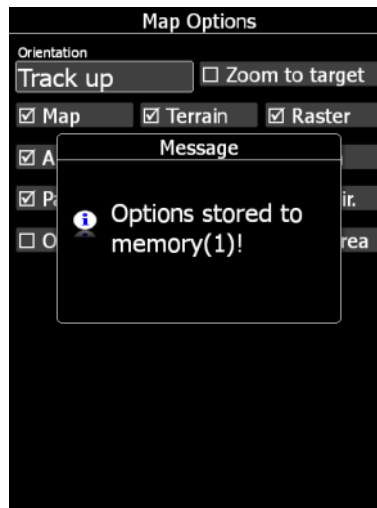 Map Options
Orientation
Track up
Zoom to target
Map Terrain Raster
Message
Options stored to
memory(1)!